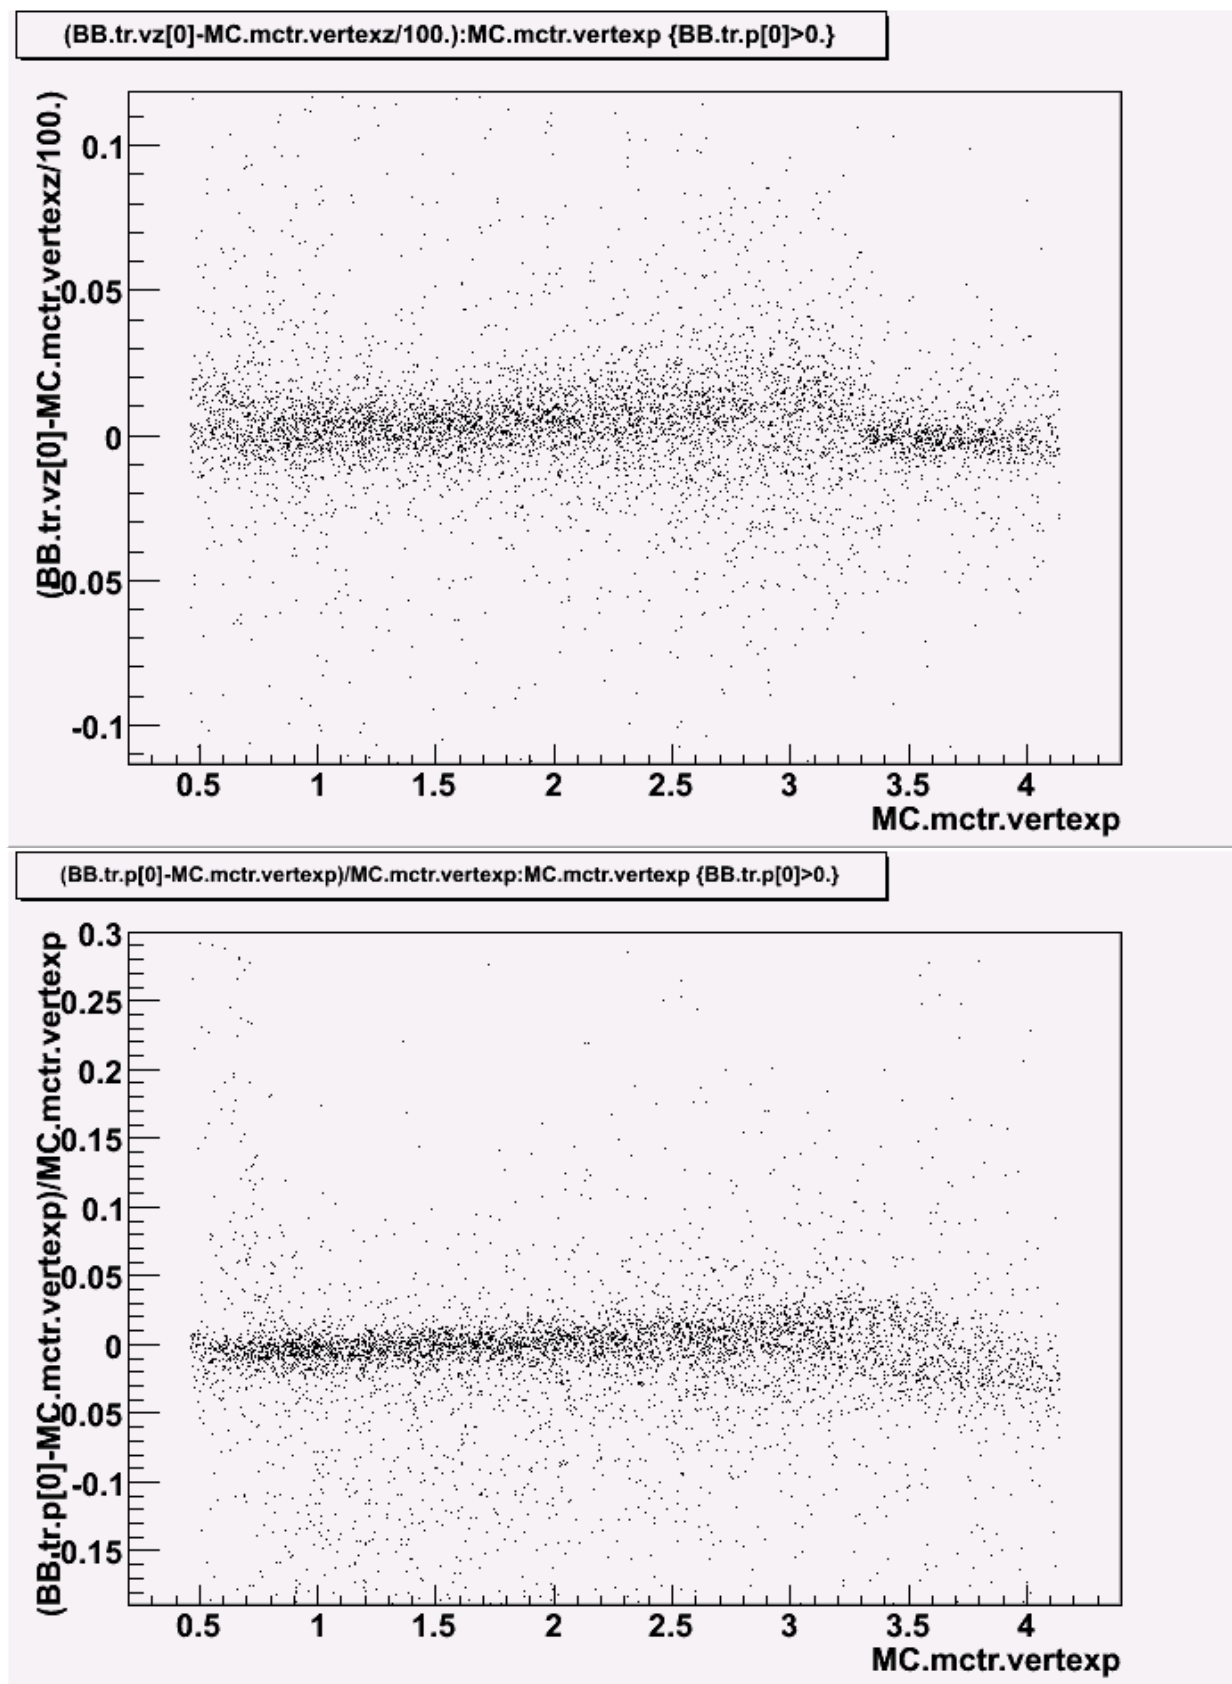 (BB.tr.vz[0]-MC.mctr.vertexz/100.):MC.mctr.vertexp {BB.tr.p[0]>0.}
(BB.tr.vz[0]-MC.mctr.vertexz/100.)
0.1
0.05
0
0.05
-0.1
0.5 1 1.5 2 2.5 3 3.5 4
MC.mctr.vertexp
(BB.tr.p[0]-MC.mctr.vertexp)/MC.mctr.vertexp:MC.mctr.vertexp {BB.tr.p[0]>0.}
(BB.tr.p[0]-MC.mctr.vertexp)/MC.mctr.vertexp
0.3
0.25
0.2
0.15
0.1
0.05
0
0.05
-0.1
0.15
0.5 1 1.5 2 2.5 3 3.5 4
MC.mctr.vertexp